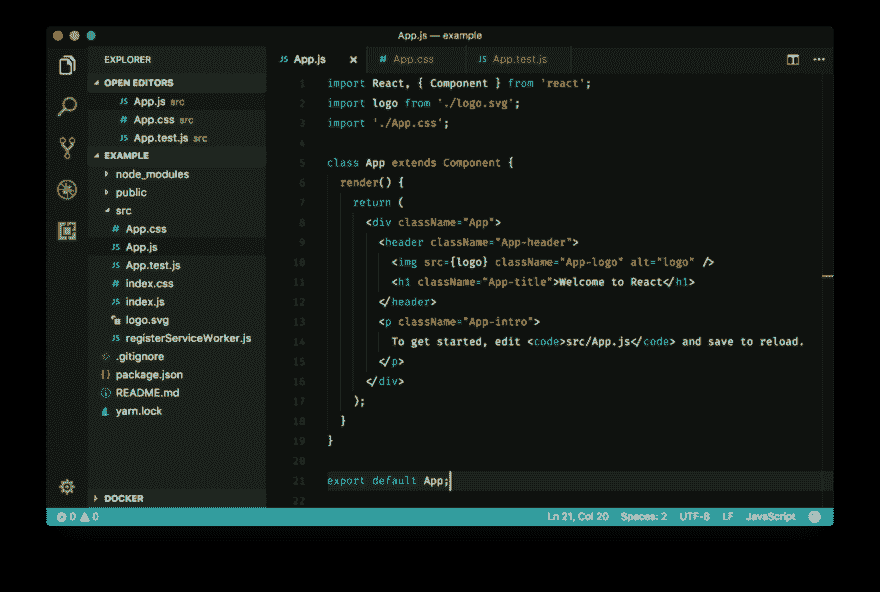 App.js — example
EXPLORER
OPEN EDITORS
JS App.js src
# App.css src
JS App.test.js src
EXAMPLE
node_modules
public
src
# App.css
JS App.js
JS App.test.js
# index.css
JS index.js
logo.svg
JS registerServiceWorker.js
.gitignore
{} package.json
README.md
yarn.lock
DOCKER
JS App.js × # App.css JS App.test.js
1 import React, { Component } from 'react';
2 import logo from './logo.svg';
3 import './App.css';
4
5 class App extends Component {
6 render() {
7 return (
8 <div className="App">
9 <header className="App-header">
10 <img src={logo} className="App-logo" alt="logo" />
11 <h1 className="App-title">Welcome to React</h1>
12 </header>
13 <p className="App-intro">
14 To get started, edit <code>src/App.js</code> and save to reload.
15 </p>
16 </div>
17 );
18 }
19 }
20
21 export default App;
22
0 0 Ln 21, Col 20 Spaces: 2 UTF-8 LF JavaScript